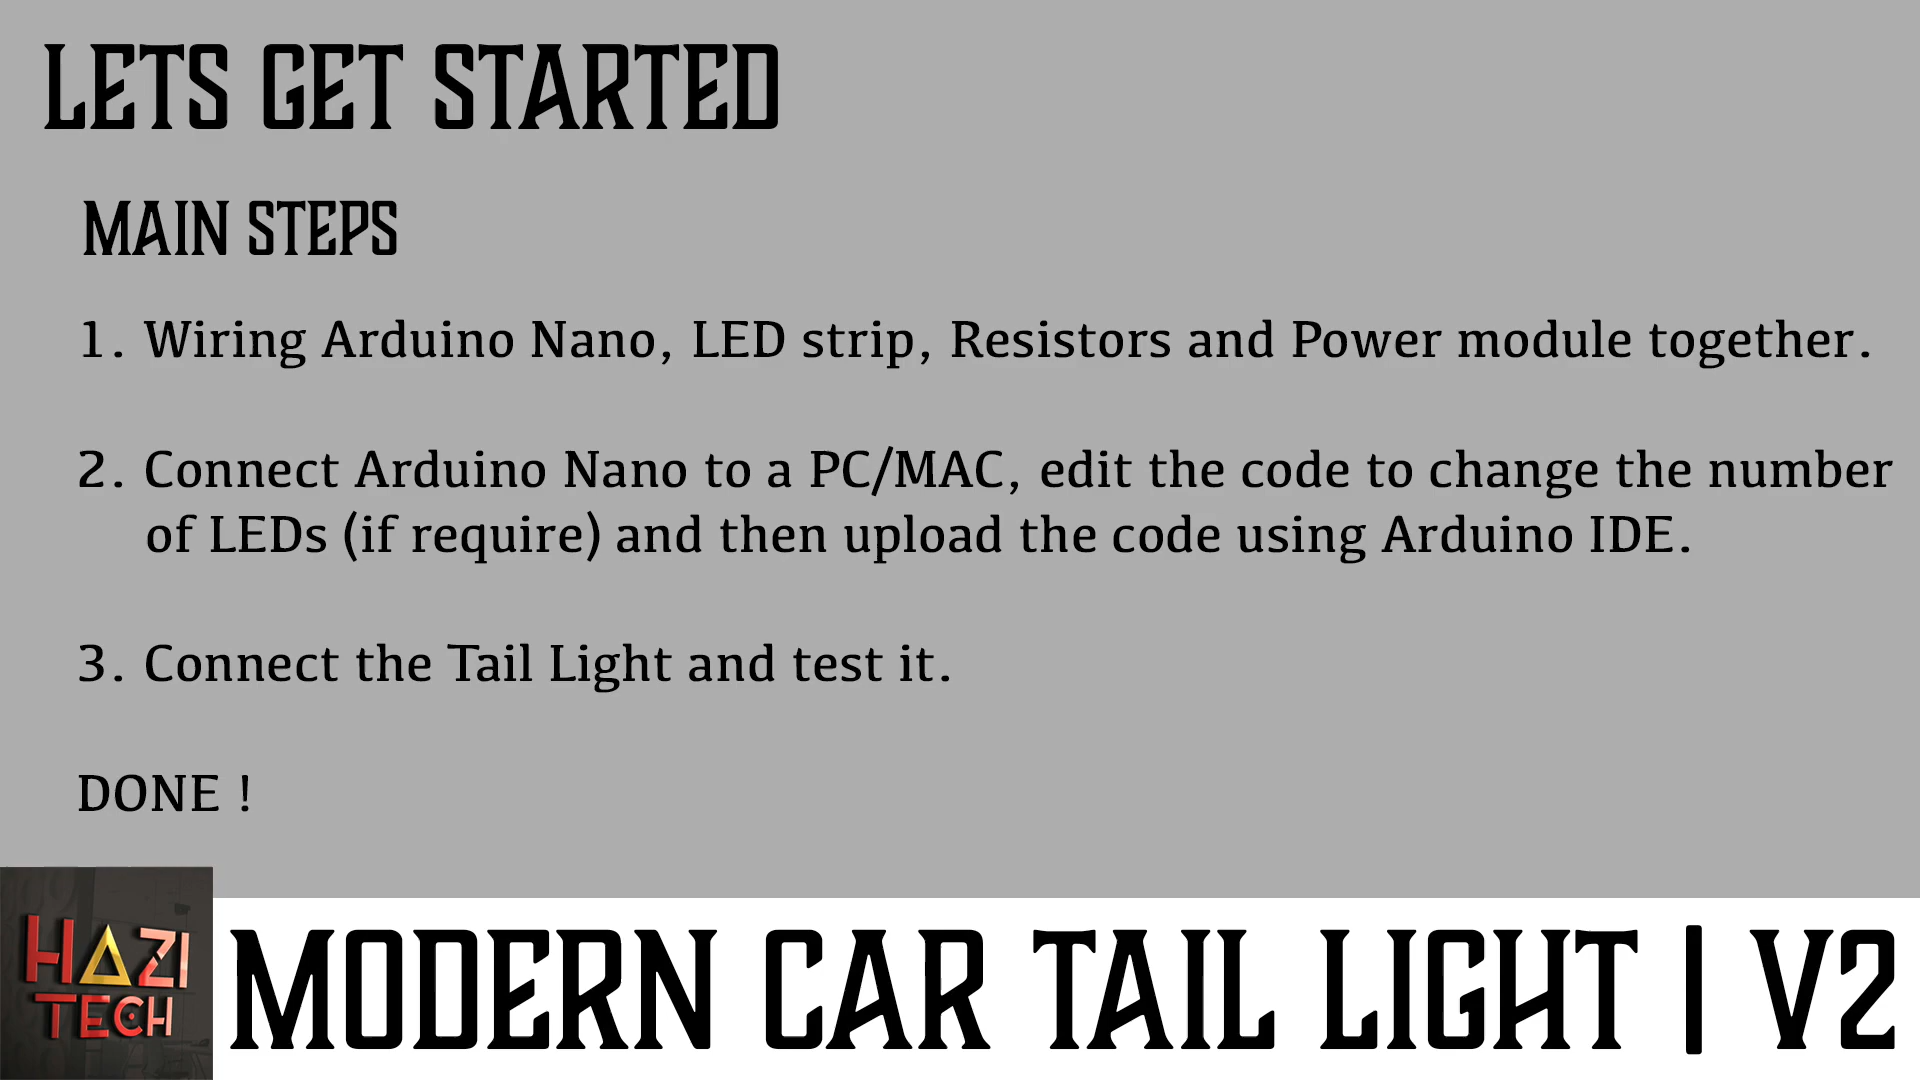 LETS GET STARTED
MAIN STEPS
1. Wiring Arduino Nano, LED strip, Resistors and Power module together.
2. Connect Arduino Nano to a PC/MAC, edit the code to change the number
of LEDs (if require) and then upload the code using Arduino IDE.
3. Connect the Tail Light and test it.
DONE !
HAZI
TECH
MODERN CAR TAIL LIGHT | V2